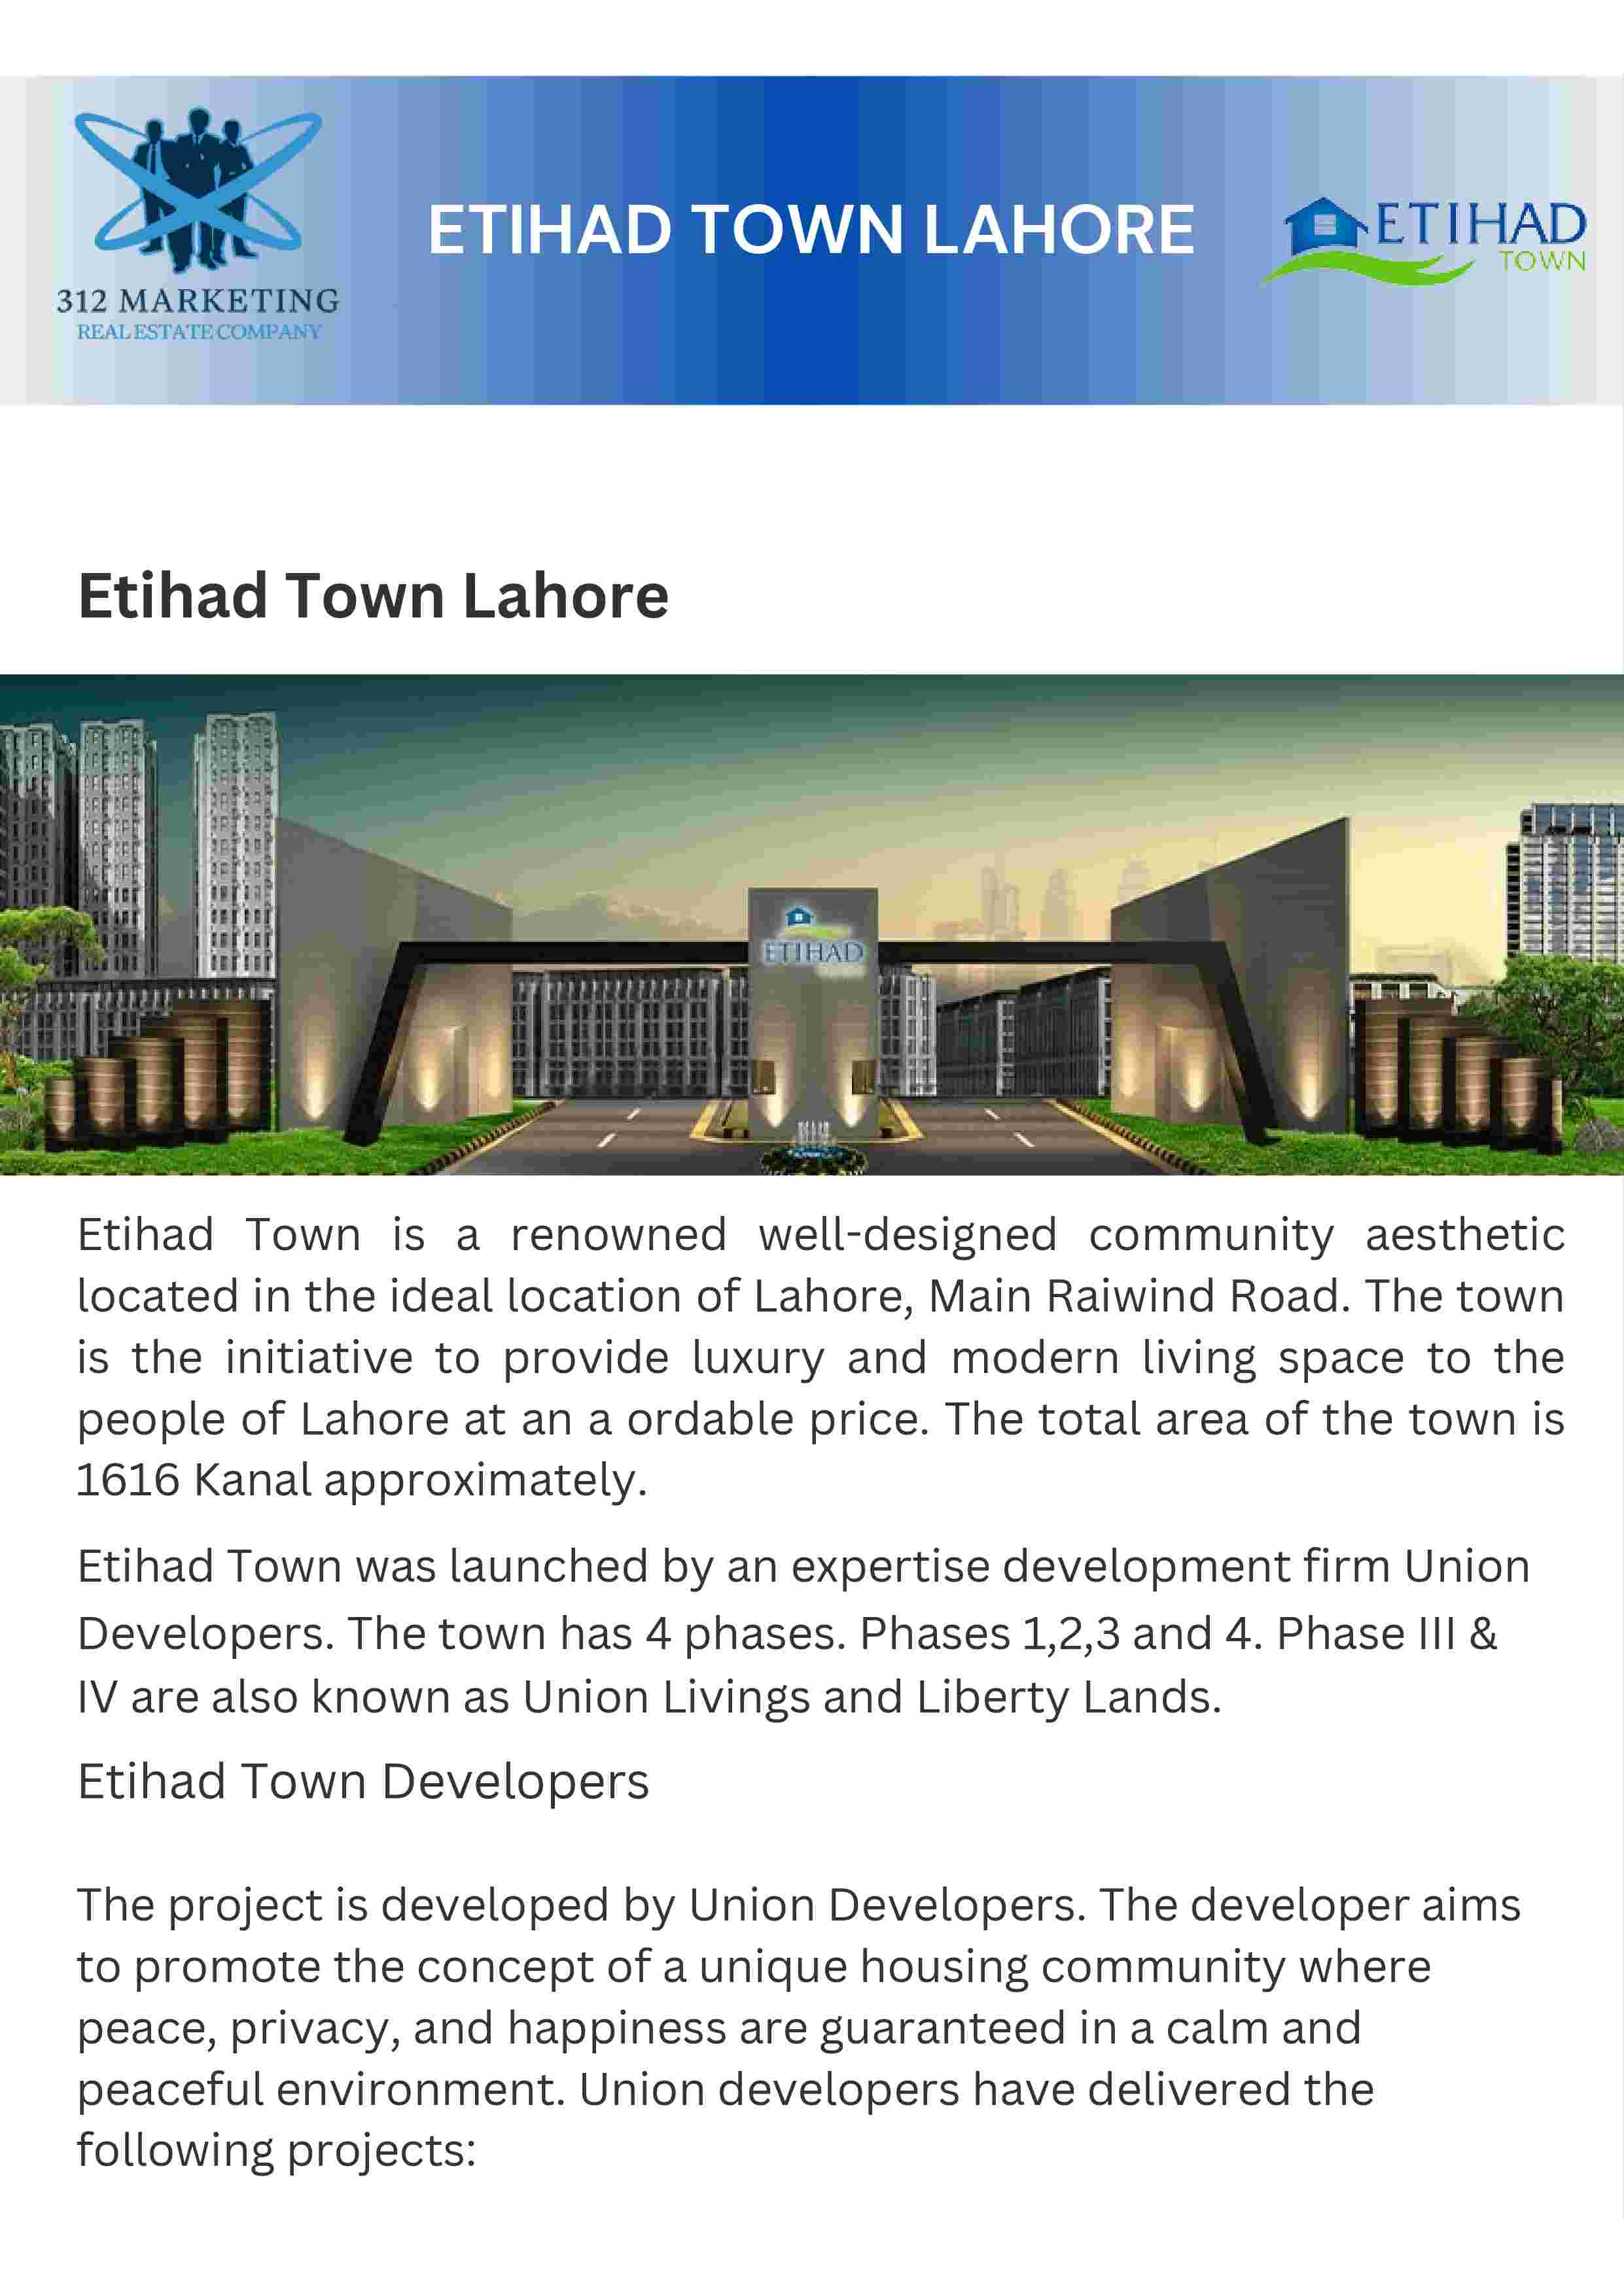 312 MARKETING
REAL ESTATE COMPANY
ETIHAD TOWN LAHORE
ETIHAD
TOWN
Etihad Town Lahore
ETIHAD
Etihad Town is a renowned well-designed community aesthetic
located in the ideal location of Lahore, Main Raiwind Road. The town
is the initiative to provide luxury and modern living space to the
people of Lahore at an a ordable price. The total area of the town is
1616 Kanal approximately.
Etihad Town was launched by an expertise development firm Union
Developers. The town has 4 phases. Phases 1,2,3 and 4. Phase III &
IV are also known as Union Livings and Liberty Lands.
Etihad Town Developers
The project is developed by Union Developers. The developer aims
to promote the concept of a unique housing community where
peace, privacy, and happiness are guaranteed in a calm and
peaceful environment. Union developers have delivered the
following projects: